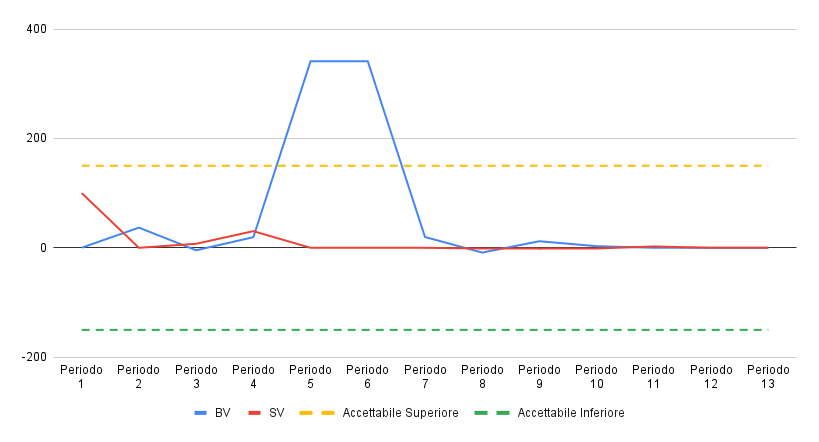 400
200
0
-200
Periodo 1
Periodo 2
Periodo 3
Periodo 4
Periodo 5
Periodo 6
Periodo 7
Periodo 8
Periodo 9
Periodo 10
Periodo 11
Periodo 12
Periodo 13
BV SV Accettabile Superiore Accettabile Inferiore